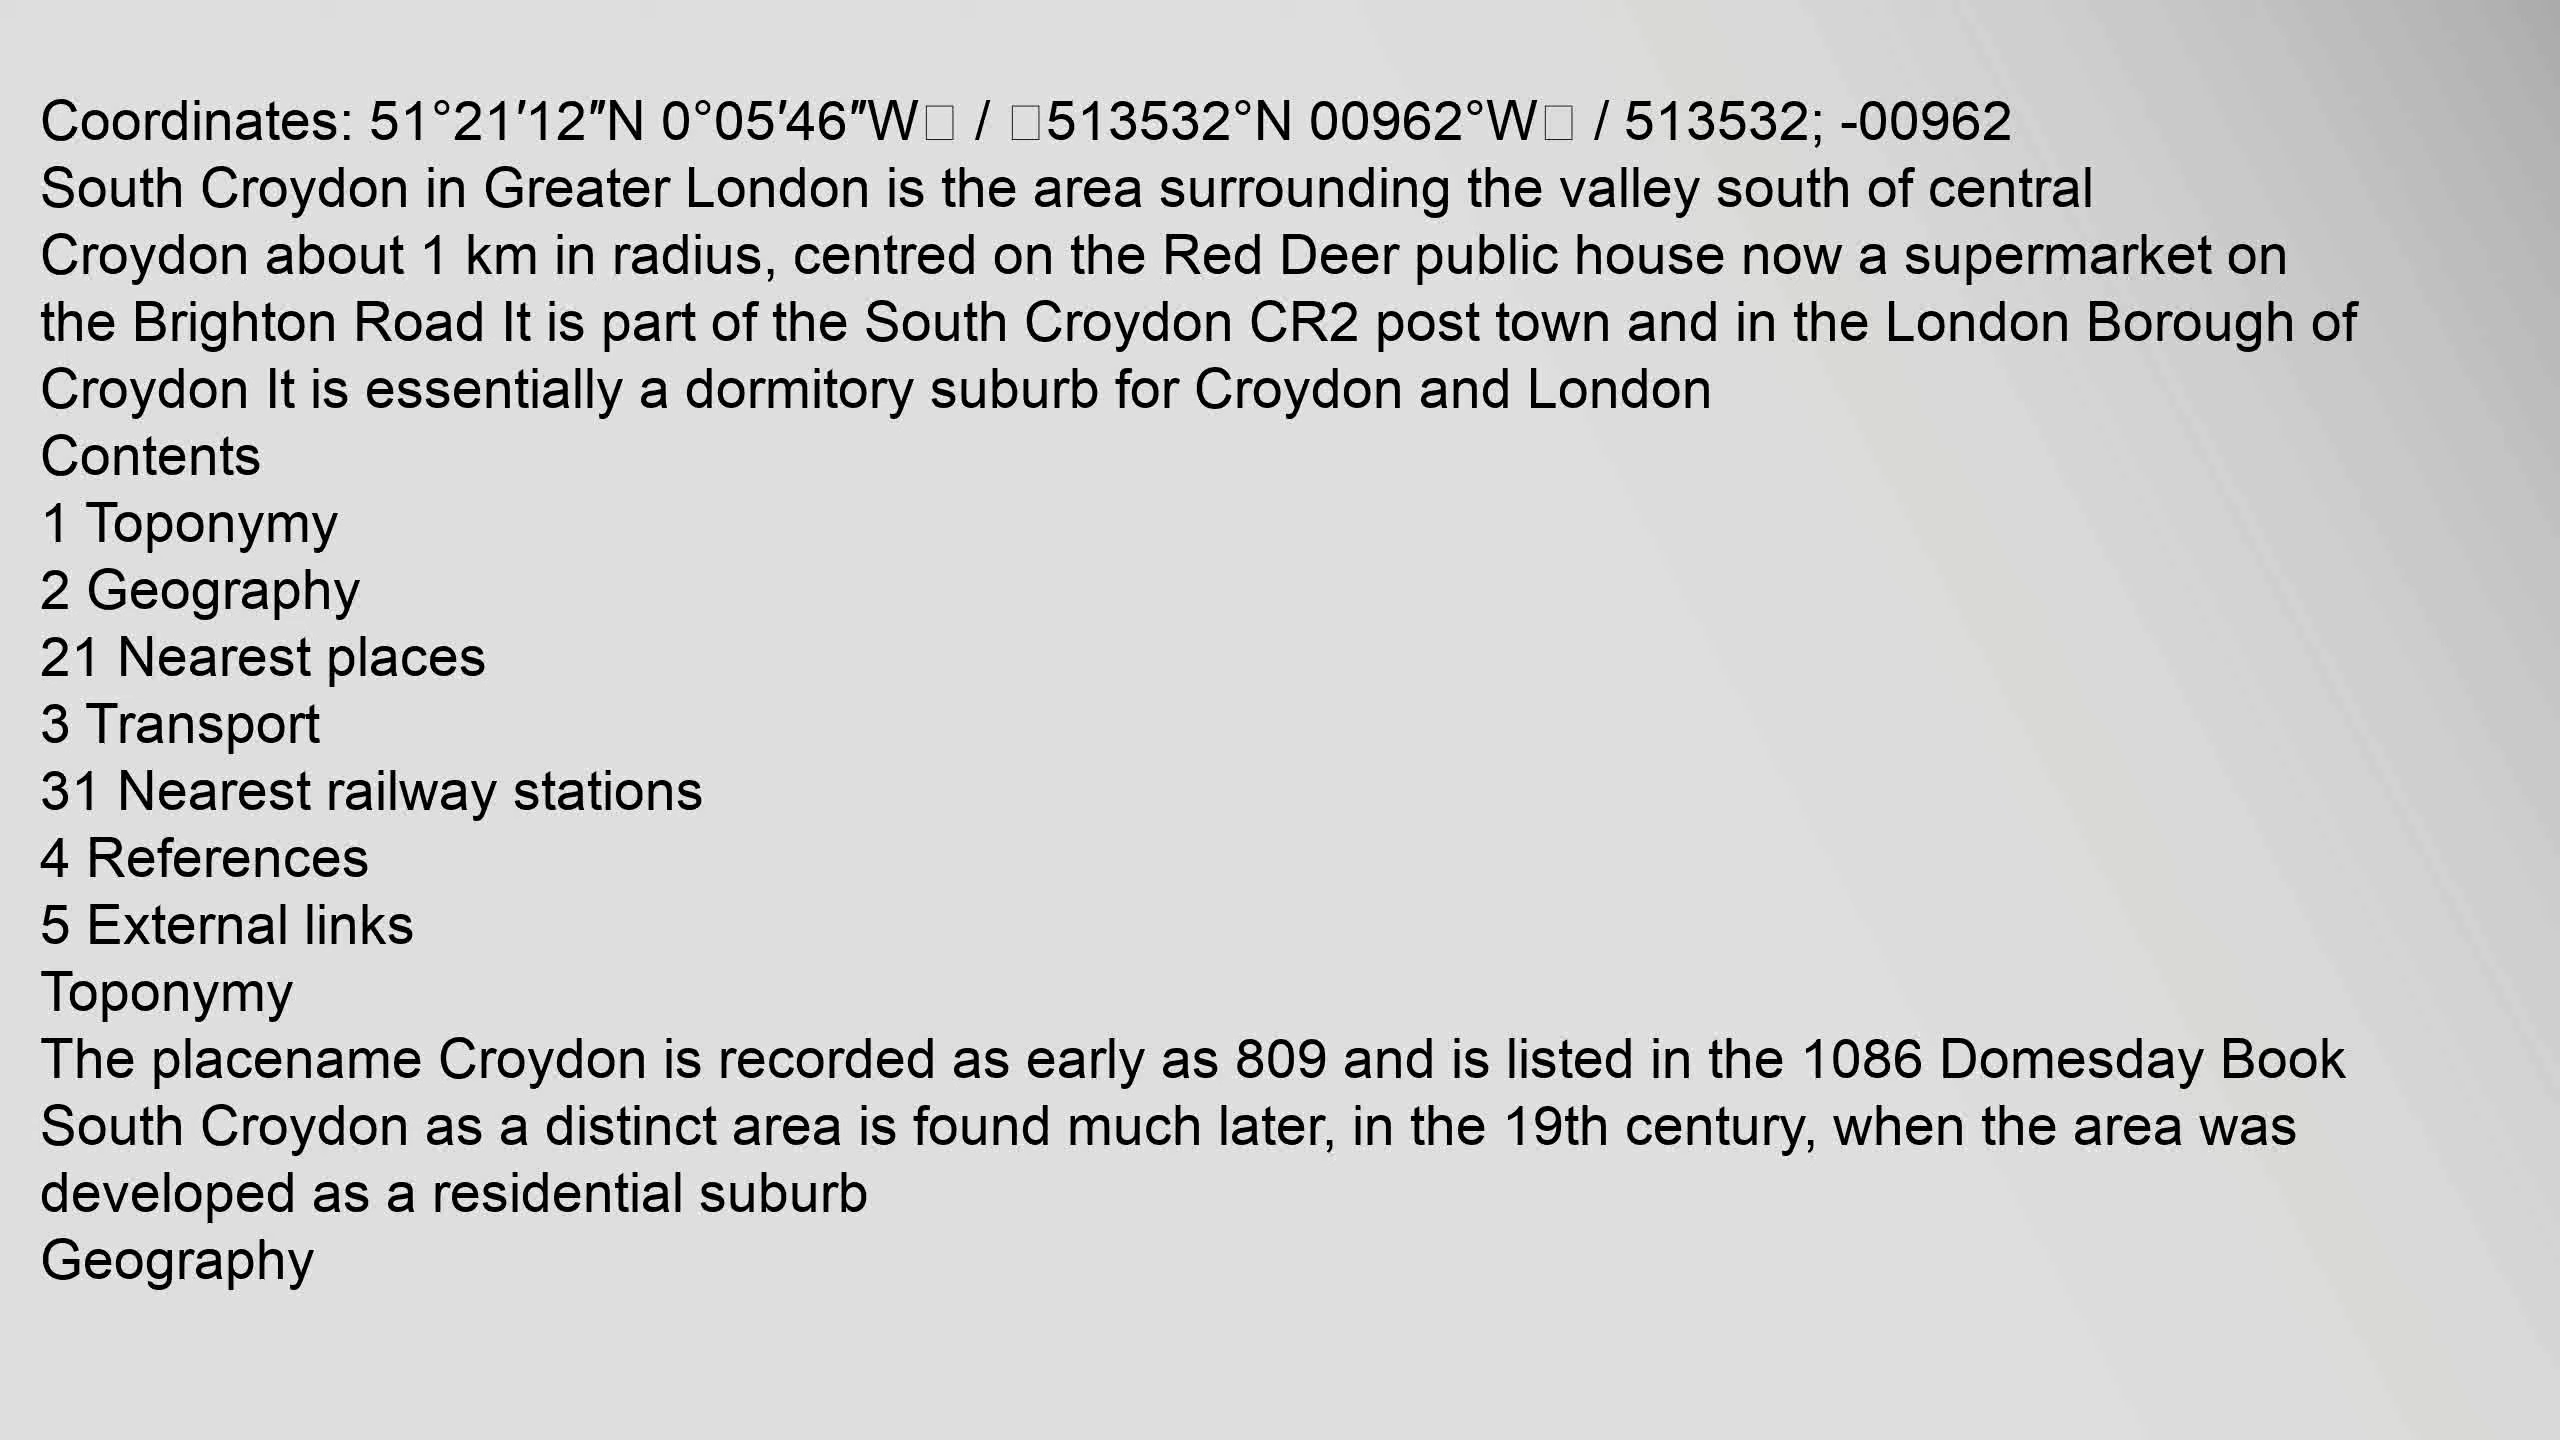 Coordinates: 51°21′12″N 0°05′46″W□ / □513532°N 00962°W□ / 513532; -00962
South Croydon in Greater London is the area surrounding the valley south of central
Croydon about 1 km in radius, centred on the Red Deer public house now a supermarket on
the Brighton Road It is part of the South Croydon CR2 post town and in the London Borough of
Croydon It is essentially a dormitory suburb for Croydon and London
Contents
1 Toponymy
2 Geography
21 Nearest places
3 Transport
31 Nearest railway stations
4 References
5 External links
Toponymy
The placename Croydon is recorded as early as 809 and is listed in the 1086 Domesday Book
South Croydon as a distinct area is found much later, in the 19th century, when the area was
developed as a residential suburb
Geography